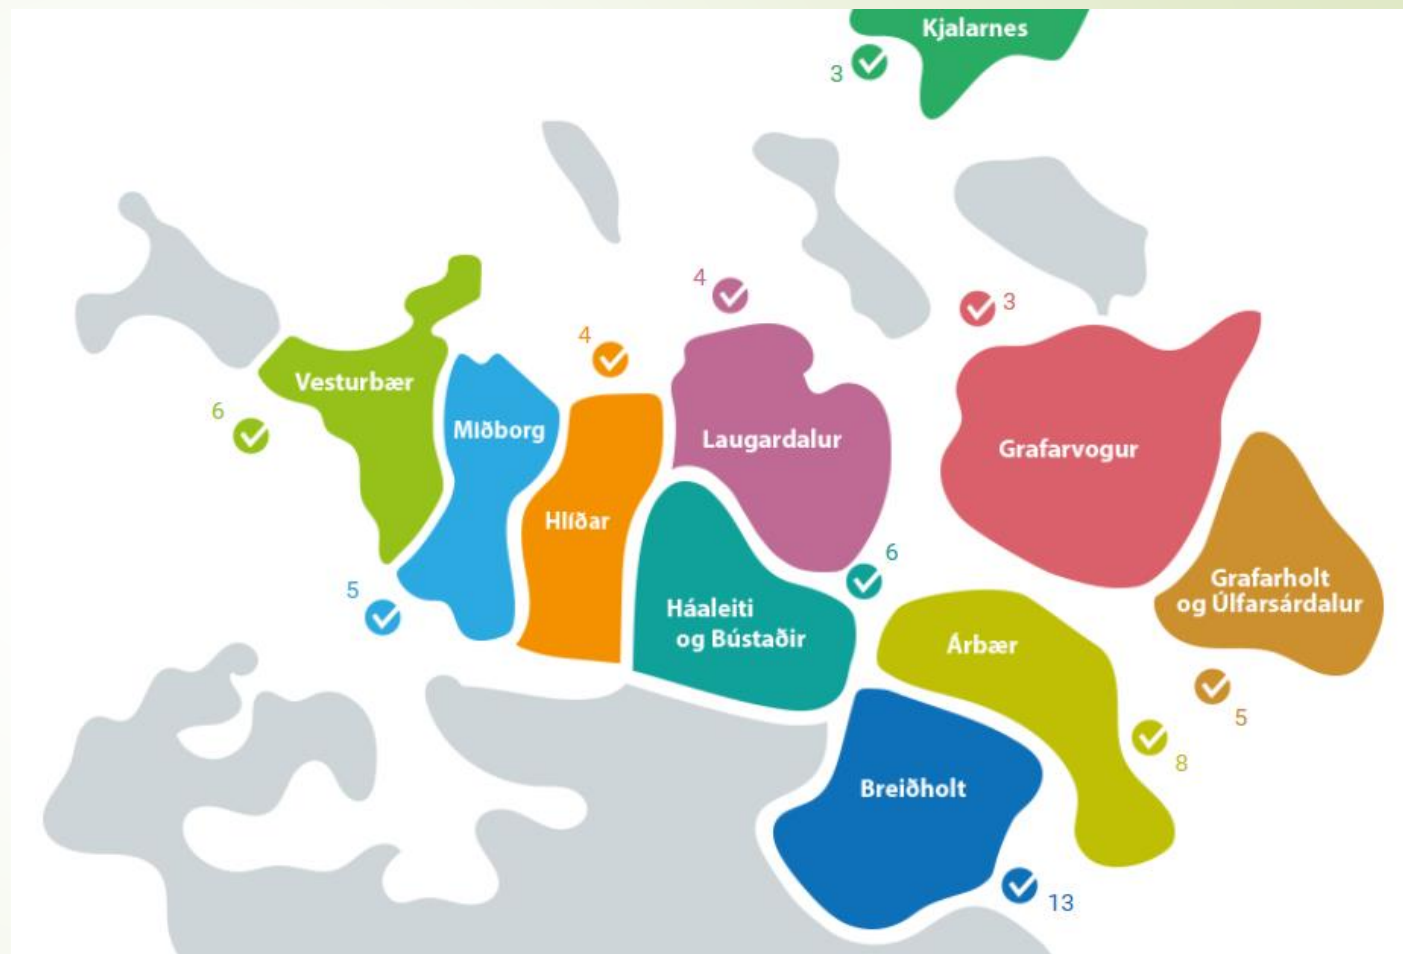 Kjalarnes
3
4
3
4
Vesturbær
6
Miðborg
Laugardalur
Grafarvogur
Hlíðar
5
6
Háaleiti
og Bústaðir
Grafarholt
og Úlfarsárdalur
Árbær
5
8
Breiðholt
13